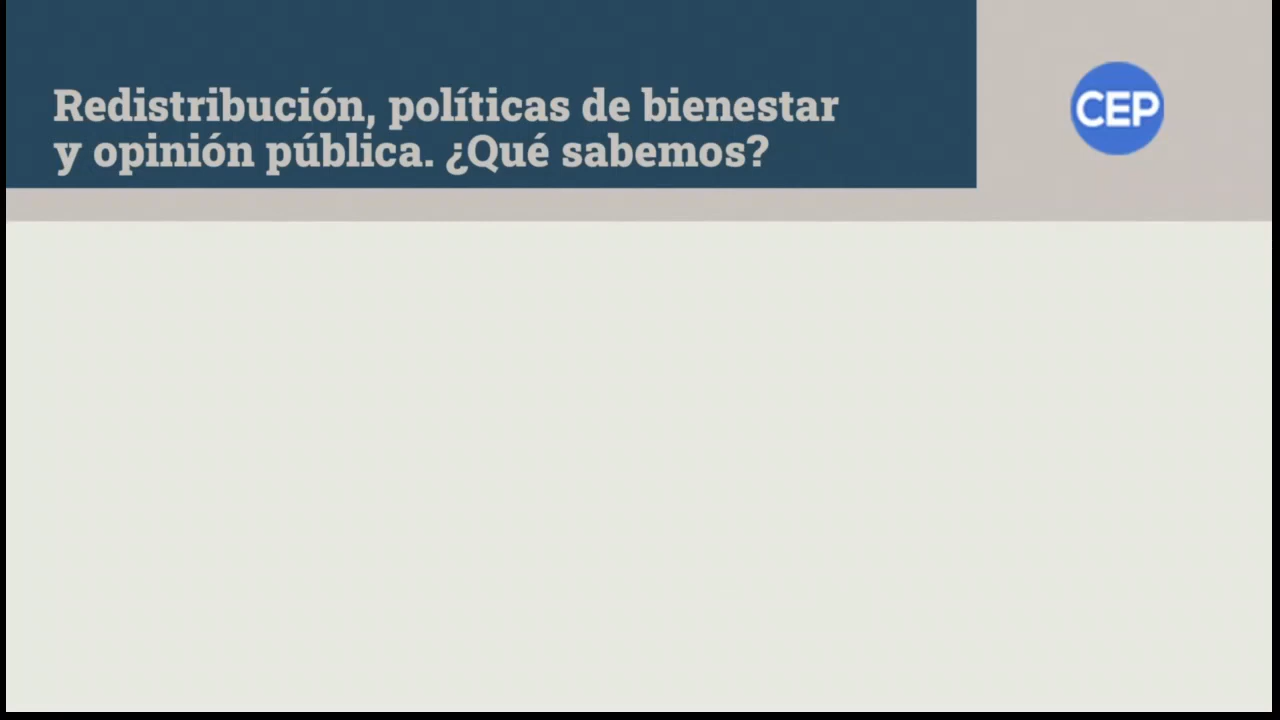 Redistribución, políticas de bienestar
y opinión pública. ¿Qué sabemos?
CEP